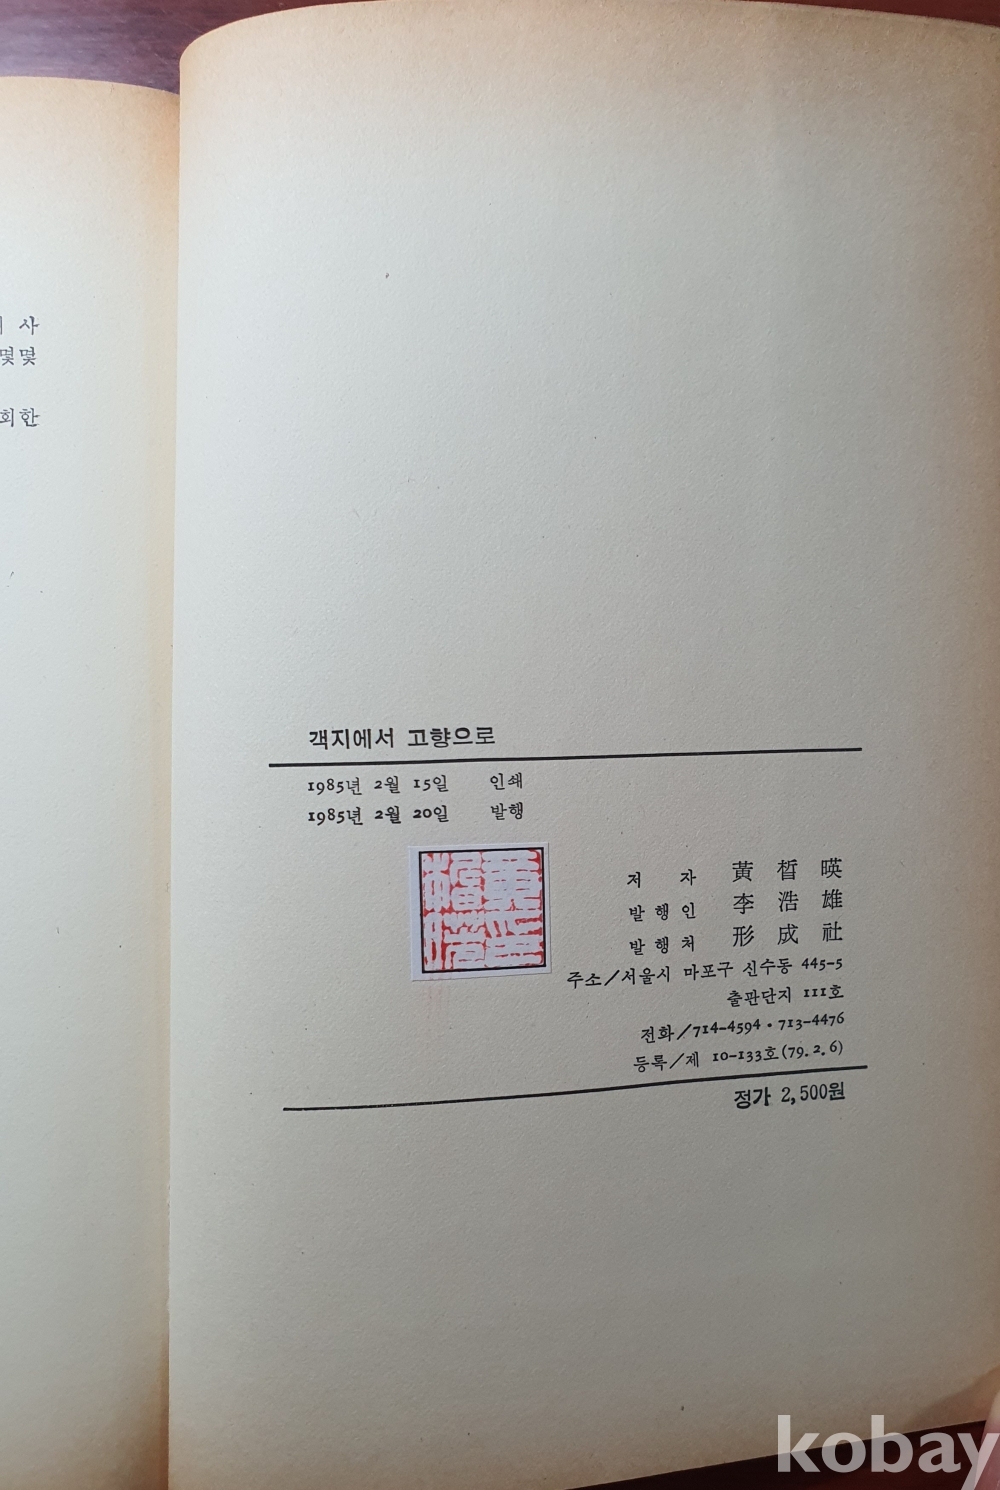 사
몇몇
회한
객지에서 고향으로
1985년 2월 15일 인쇄
1985년 2월 20일 발행
저 자 黃 晳 暎
발행인 李 浩 雄
발행처 形 成 社
주소/서울시 마포구 신수동 445-5
출판단지 111호
전화/714-4594·713-4476
등록/제 10-133호(79. 2. 6)
정가 2,500원
kobay